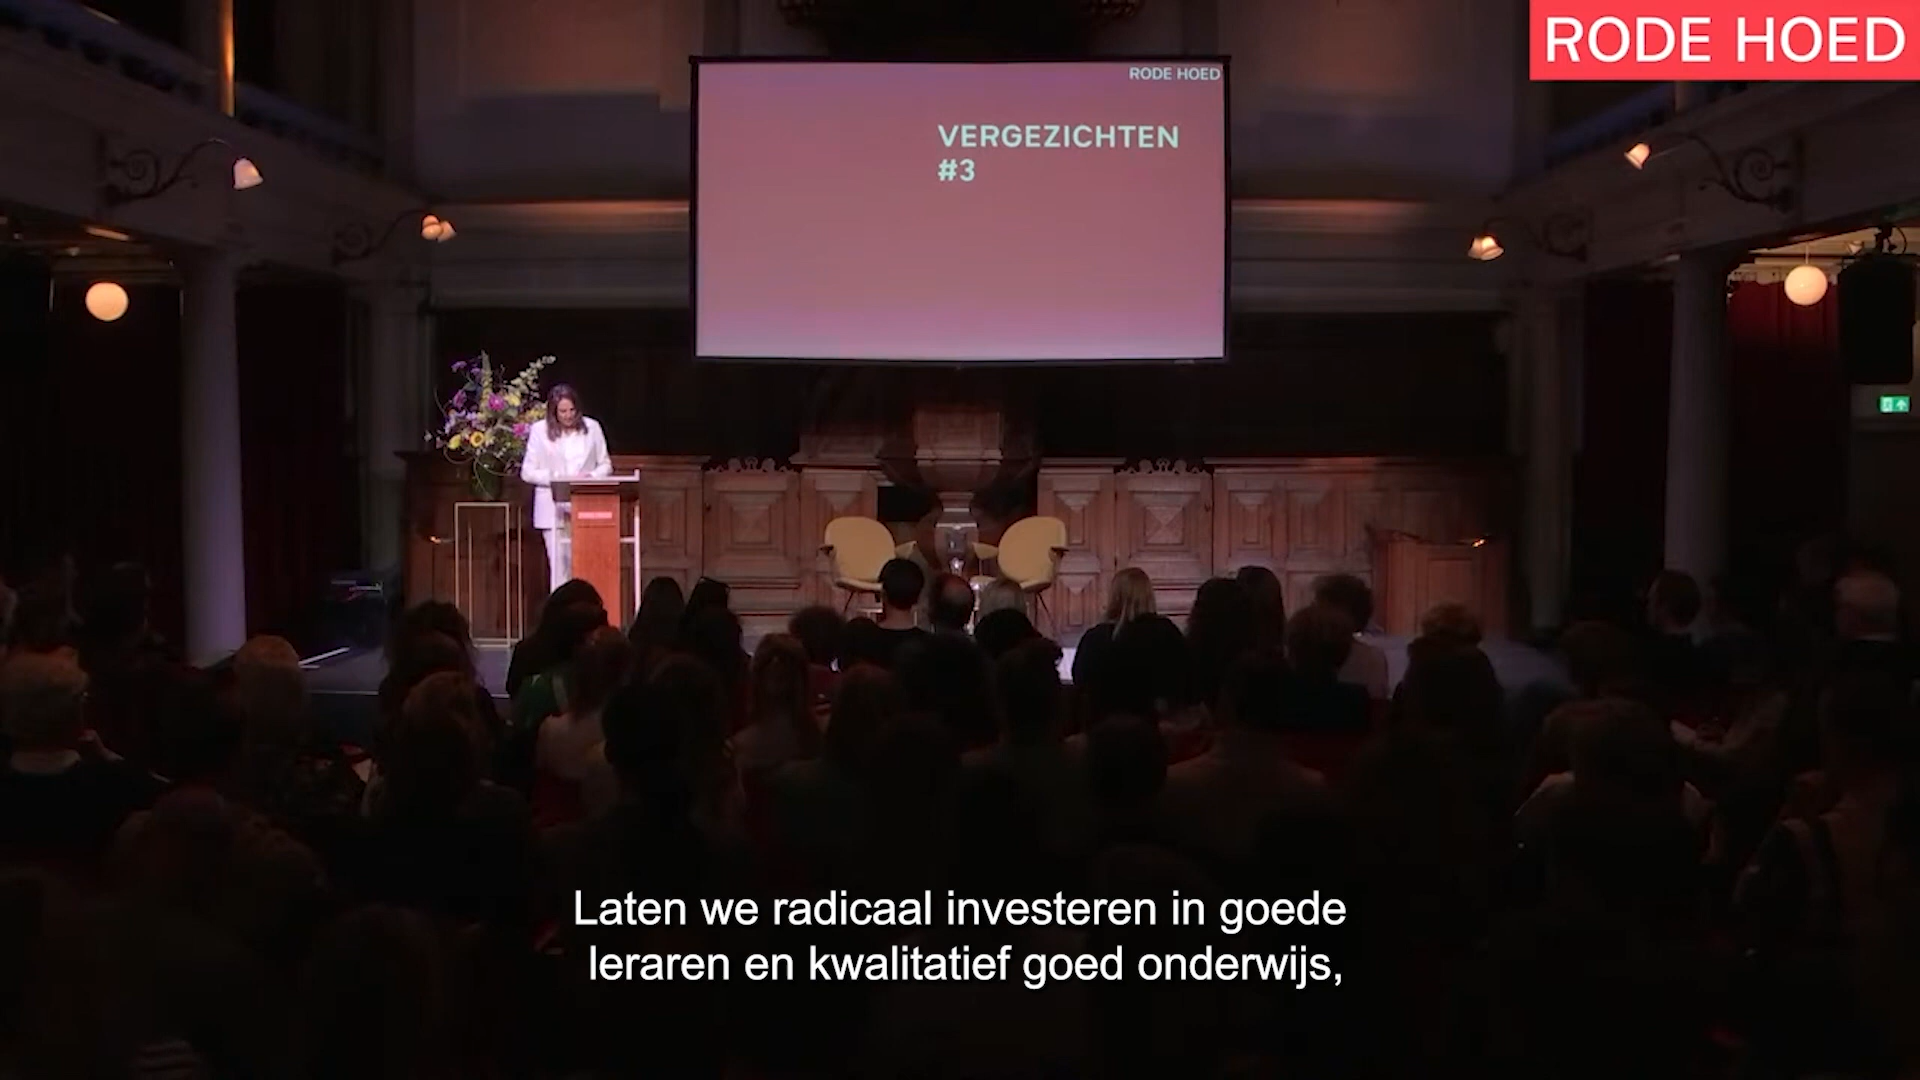 RODE HOED
RODE HOED
VERGEZICHTEN
#3
Laten we radicaal investeren in goede
leraren en kwalitatief goed onderwijs,